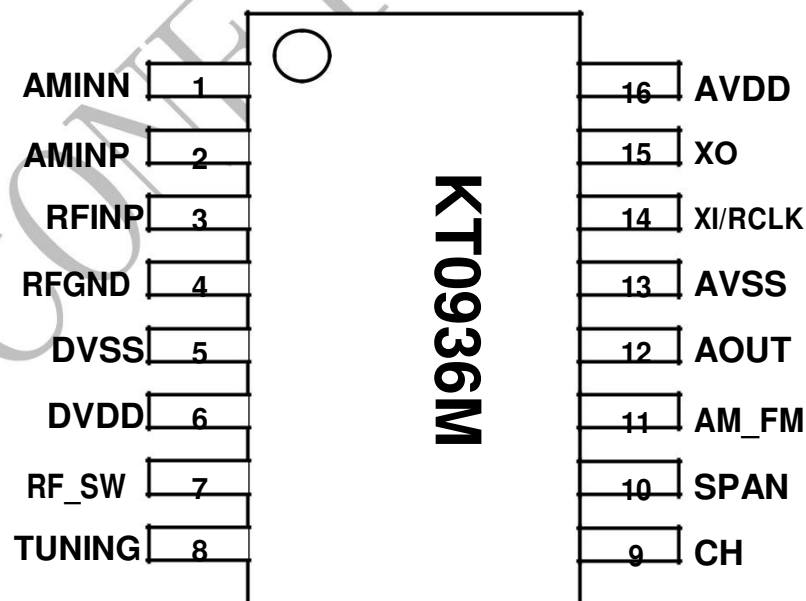 AMINN 1
AMINP 2
RFINP 3
RFGND 4
DVSS 5
DVDD 6
RF_SW 7
TUNING 8
KT0936M
16 AVDD
15 XO
14 XI/RCLK
13 AVSS
12 AOUT
11 AM_FM
10 SPAN
9 CH